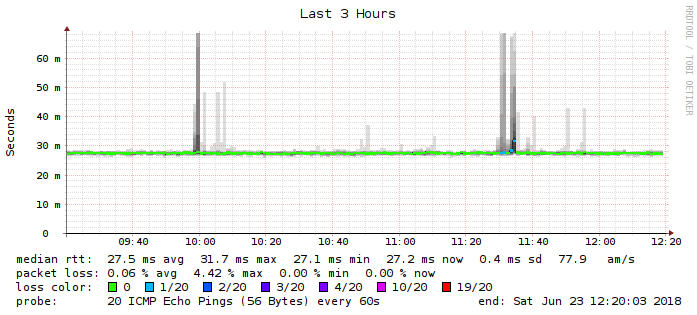 Last 3 Hours
RRDTOOL / TOBI OETIKER
Seconds
60 m
50 m
40 m
30 m
20 m
10 m
0
09:40 10:00 10:20 10:40 11:00 11:20 11:40 12:00 12:20
median rtt: 27.5 ms avg 31.7 ms max 27.1 ms min 27.2 ms now 0.4 ms sd 77.9 am/s
packet loss: 0.06 % avg 4.42 % max 0.00 % min 0.00 % now
loss color: 0 1/20 2/20 3/20 4/20 10/20 19/20
probe: 20 ICMP Echo Pings (56 Bytes) every 60s end: Sat Jun 23 12:20:03 2018